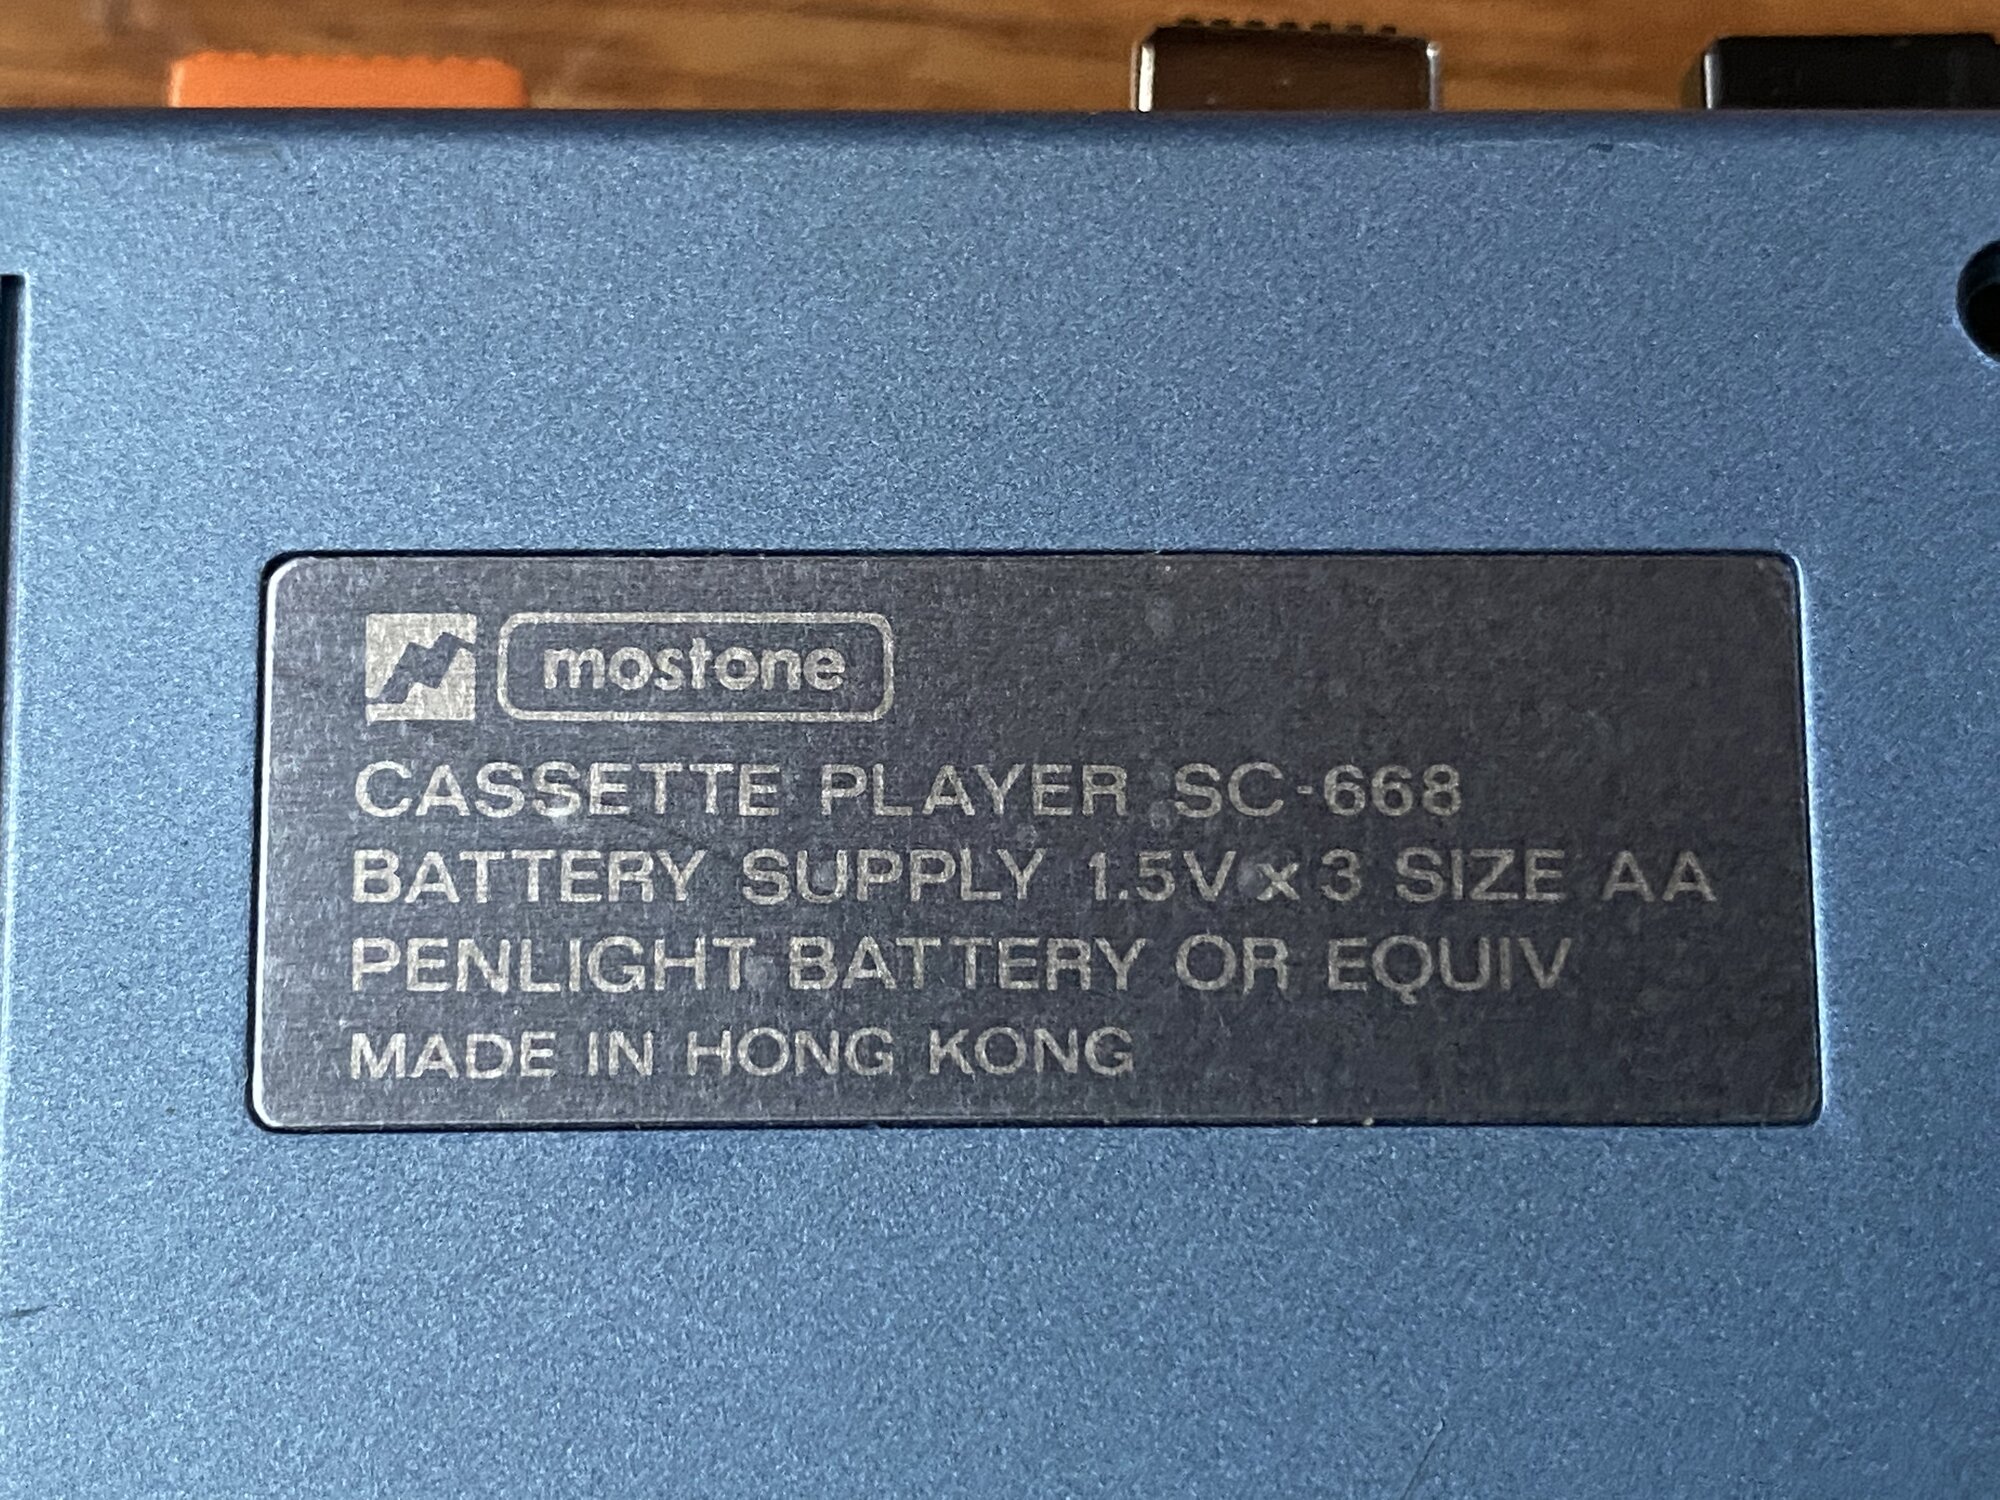 mostone
CASSETTE PLAYER SC-668
BATTERY SUPPLY 1.5V x 3 SIZE AA
PENLIGHT BATTERY OR EQUIV
MADE IN HONG KONG